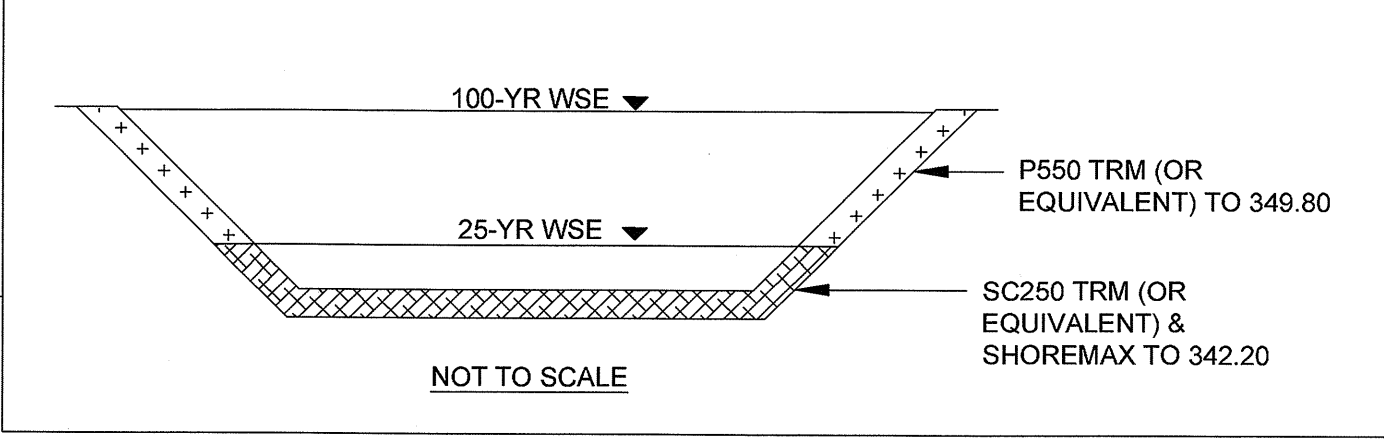 100-YR WSE
P550 TRM (OR
EQUIVALENT) TO 349.80
25-YR WSE
SC250 TRM (OR
EQUIVALENT) &
SHOREMAX TO 342.20
NOT TO SCALE